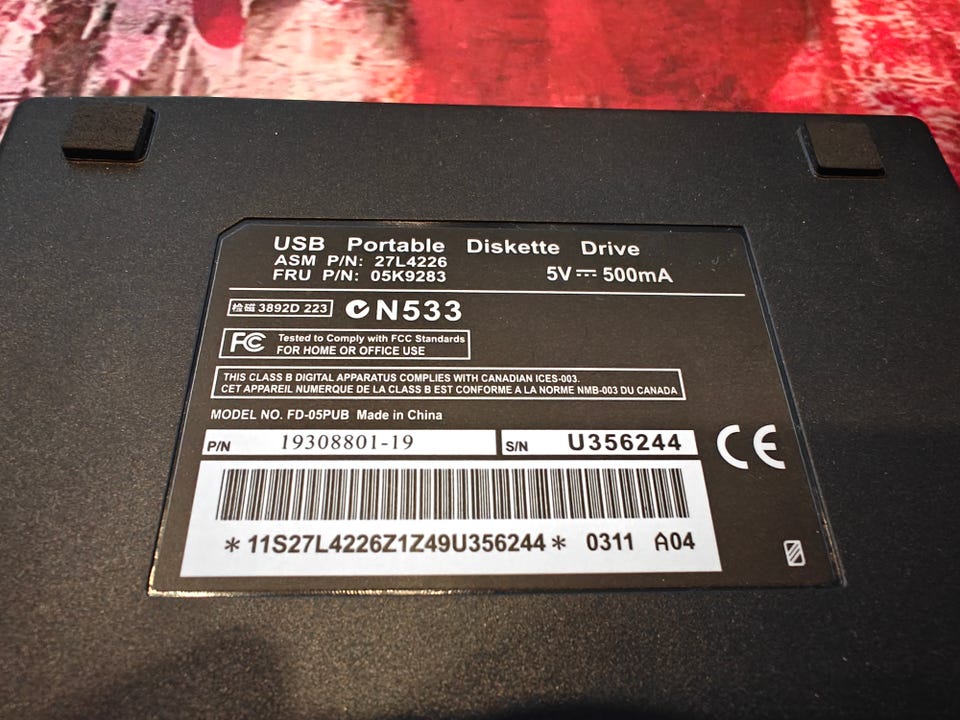 USB Portable Diskette Drive
ASM P/N: 27L4226
FRU P/N: 05K9283 5V⎓500mA
檢磁 3892D 223 N533
FC Tested to Comply with FCC Standards
FOR HOME OR OFFICE USE
THIS CLASS B DIGITAL APPARATUS COMPLIES WITH CANADIAN ICES-003.
CET APPAREIL NUMERIQUE DE LA CLASS B EST CONFORME A LA NORME NMB-003 DU CANADA
MODEL NO. FD-05PUB Made in China
P/N 19308801-19 S/N U356244 CE
*11S27L4226Z1Z49U356244* 0311 A04